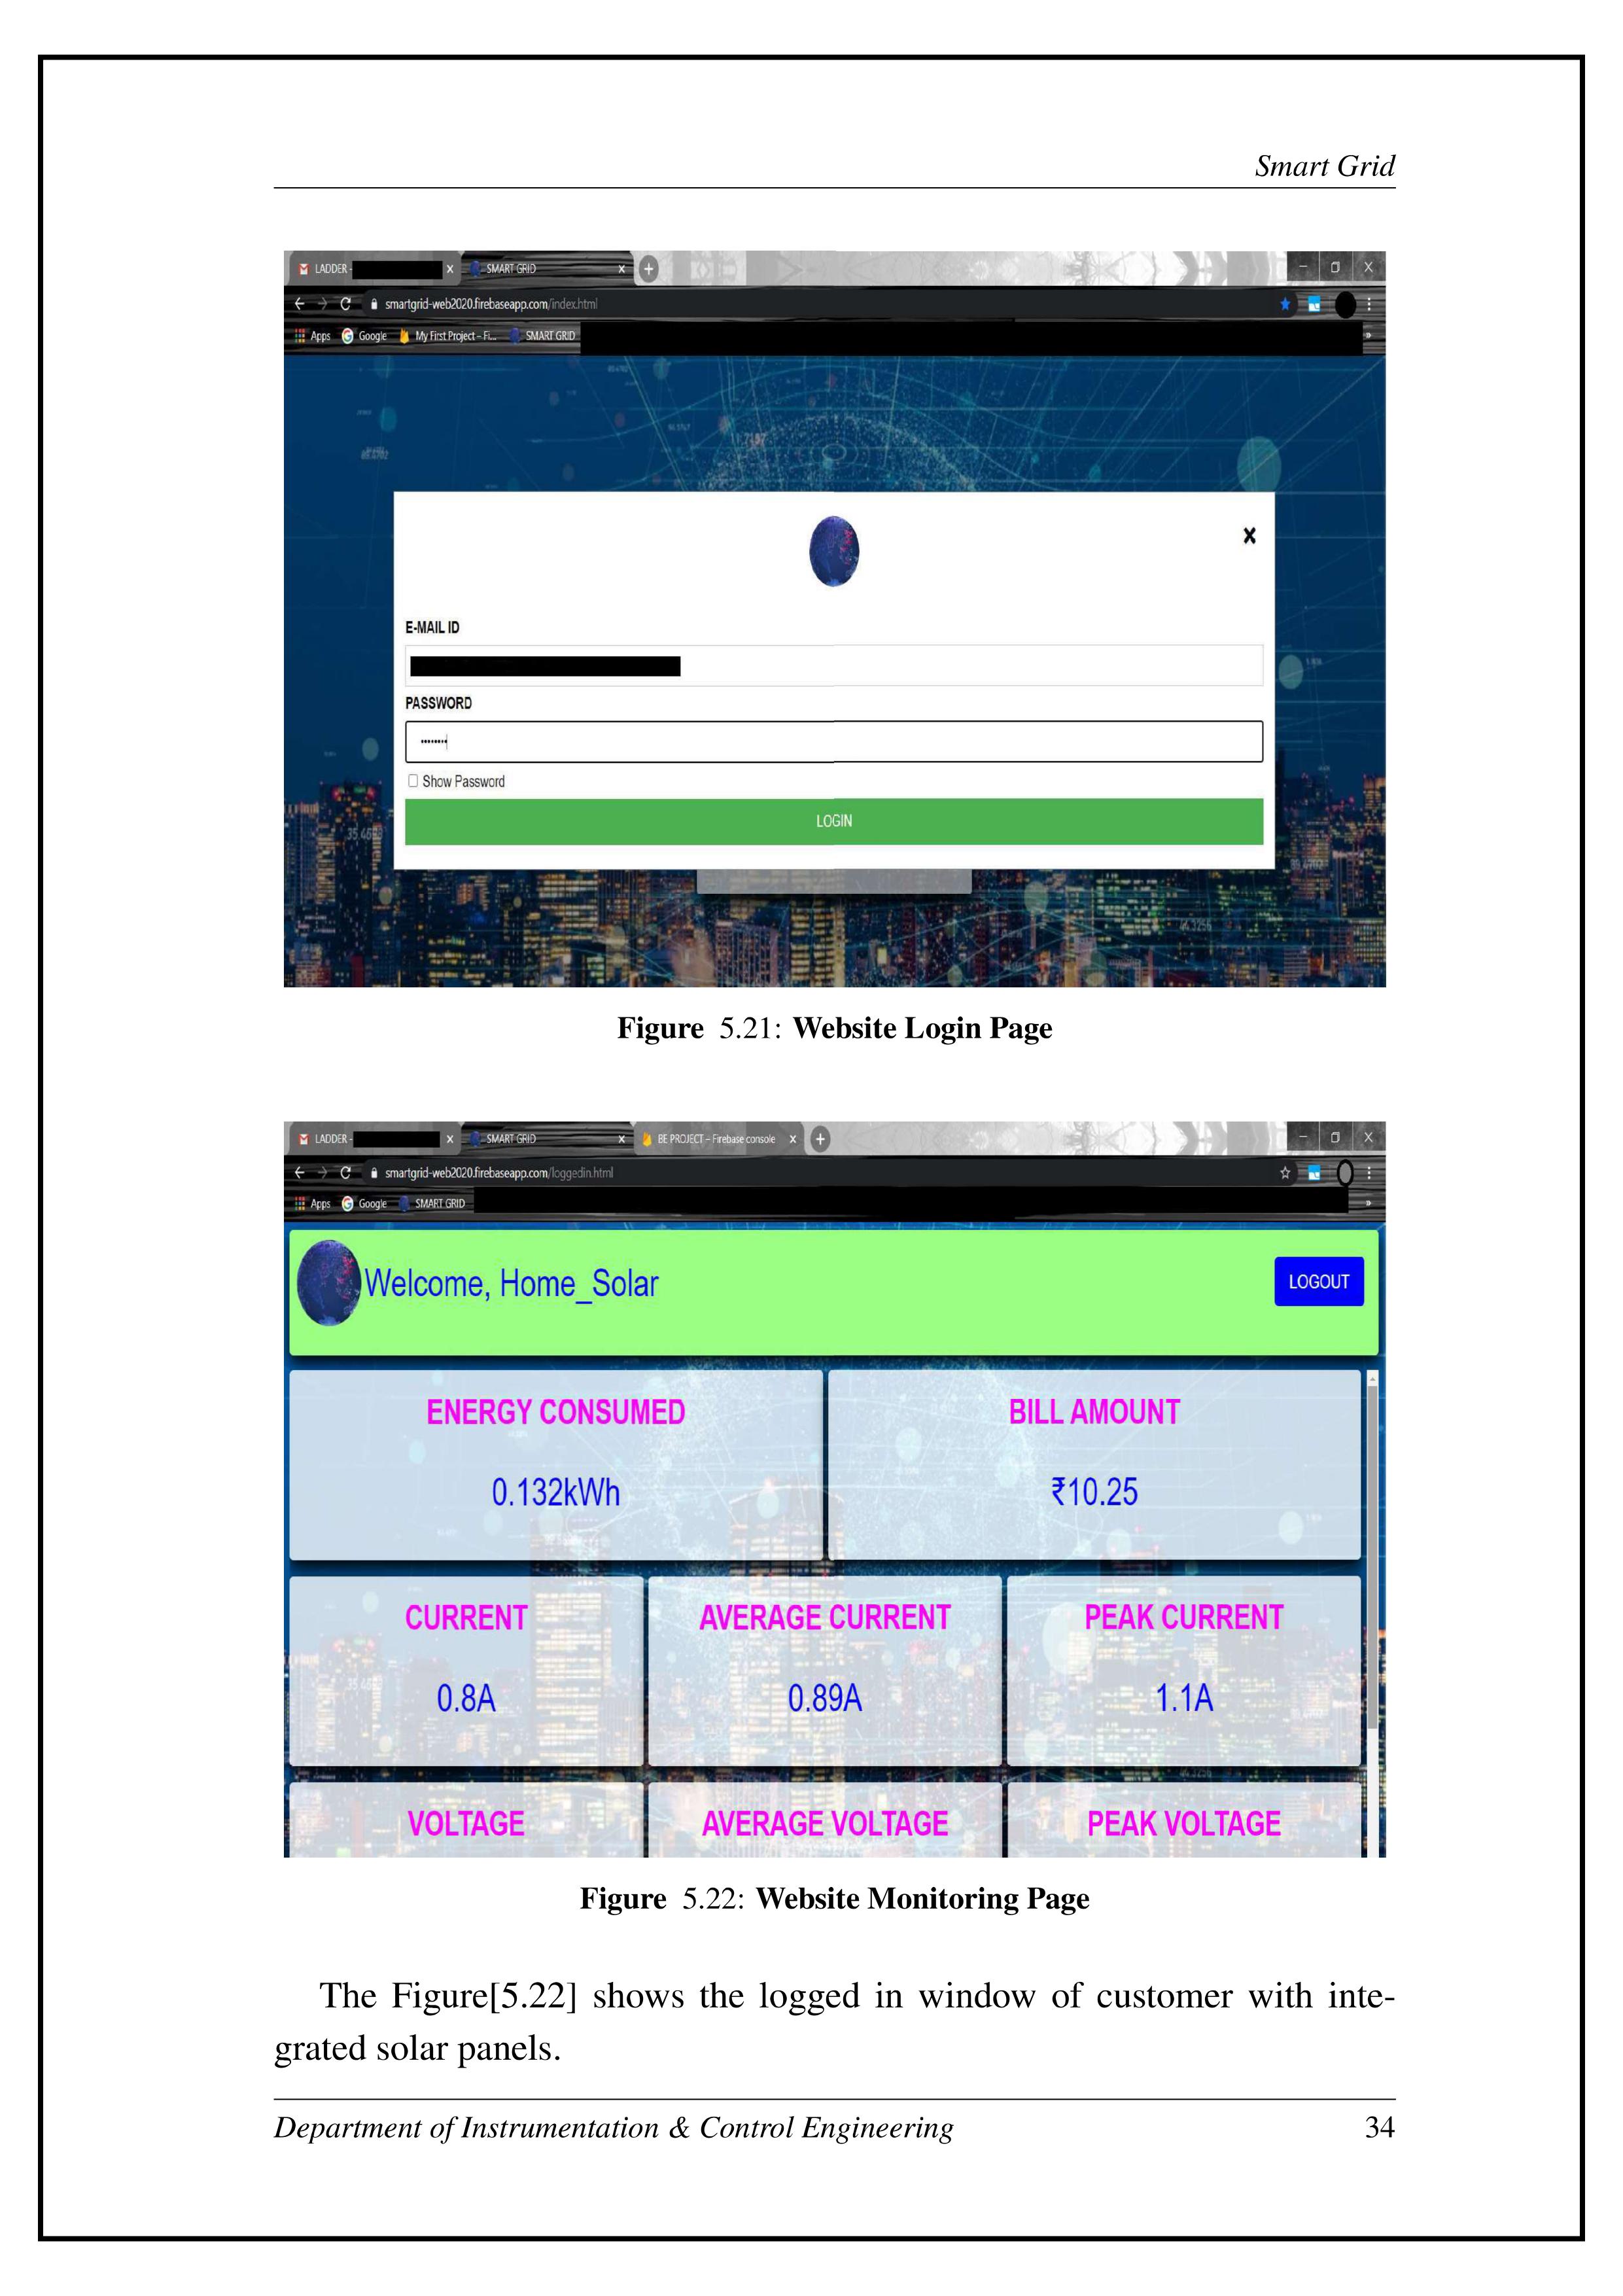 Smart Grid
LADDER -
SMART GRID
smartgrid-web2020.firebaseapp.com/index.html
Apps Google My First Project – Fi... SMART GRID
E-MAIL ID
PASSWORD
Show Password
LOGIN
Figure 5.21: Website Login Page
LADDER -
SMART GRID
BE PROJECT – Firebase console
smartgrid-web2020.firebaseapp.com/loggedin.html
Apps Google SMART GRID
Welcome, Home_Solar
LOGOUT
ENERGY CONSUMED
0.132kWh
BILL AMOUNT
₹10.25
CURRENT
0.8A
AVERAGE CURRENT
0.89A
PEAK CURRENT
1.1A
VOLTAGE
AVERAGE VOLTAGE
PEAK VOLTAGE
Figure 5.22: Website Monitoring Page
The Figure[5.22] shows the logged in window of customer with inte-
grated solar panels.
Department of Instrumentation & Control Engineering 34